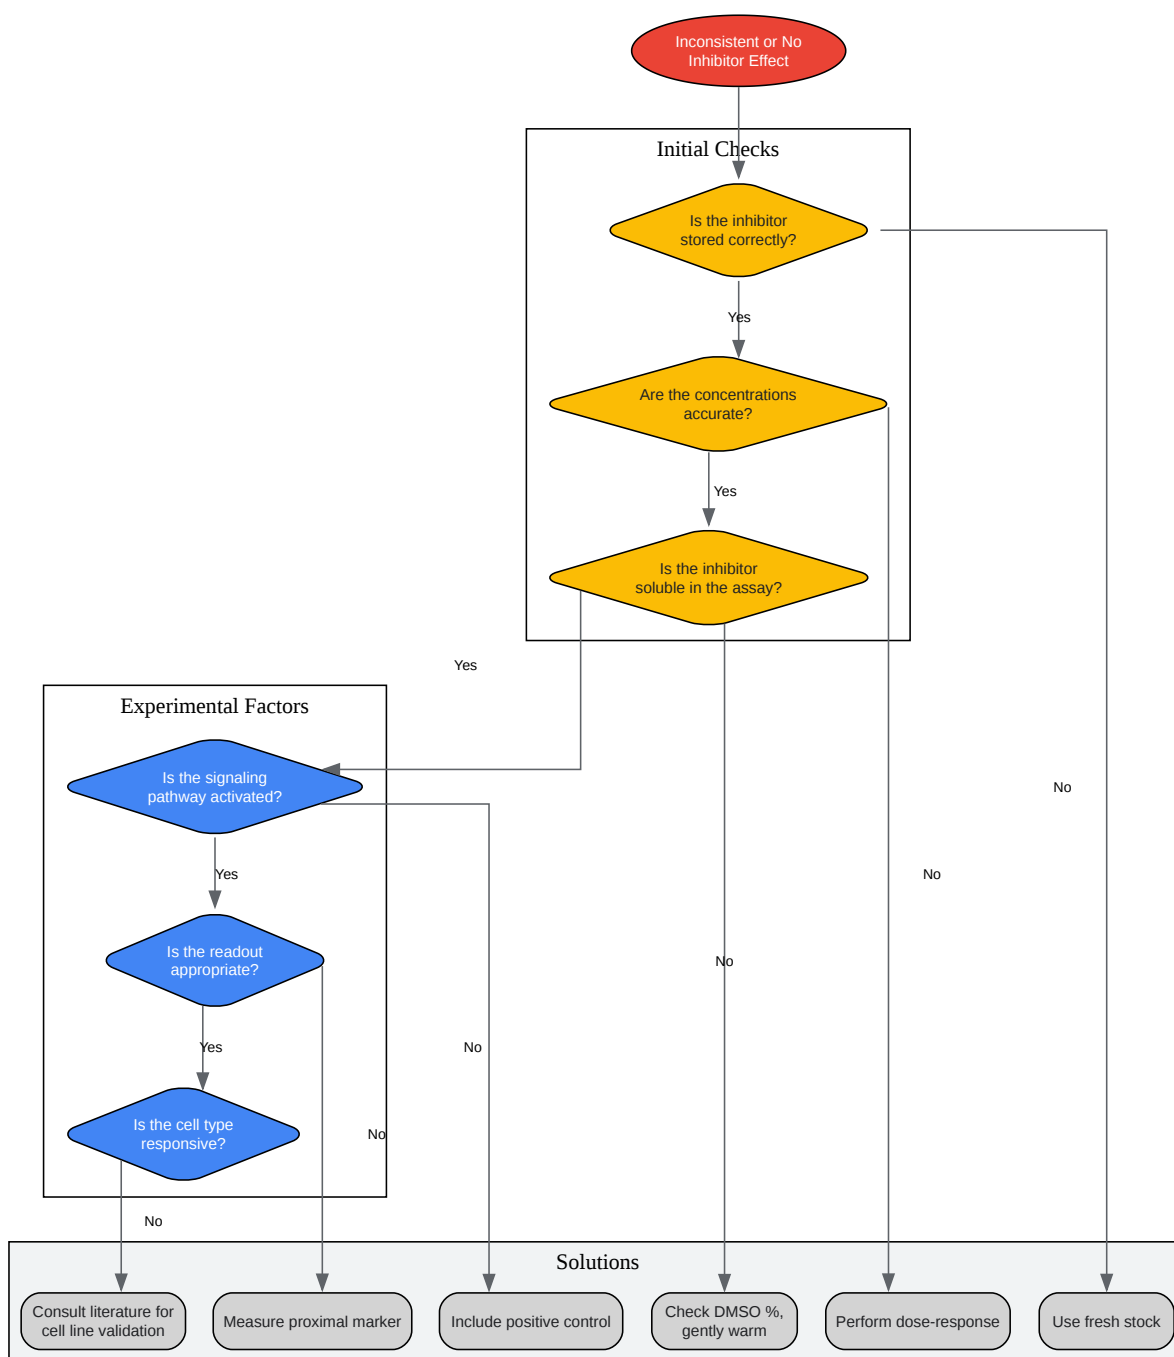 Inconsistent or No
Inhibitor Effect
Initial Checks
Is the inhibitor
stored correctly?
Yes
Are the concentrations
accurate?
Yes
Is the inhibitor
soluble in the assay?
Yes
Experimental Factors
Is the signaling
pathway activated?
No
Yes
No
Is the readout
appropriate?
No
Yes
No
Is the cell type
responsive?
No
No
Solutions
Consult literature for
cell line validation
Measure proximal marker
Include positive control
Check DMSO %,
gently warm
Perform dose-response
Use fresh stock